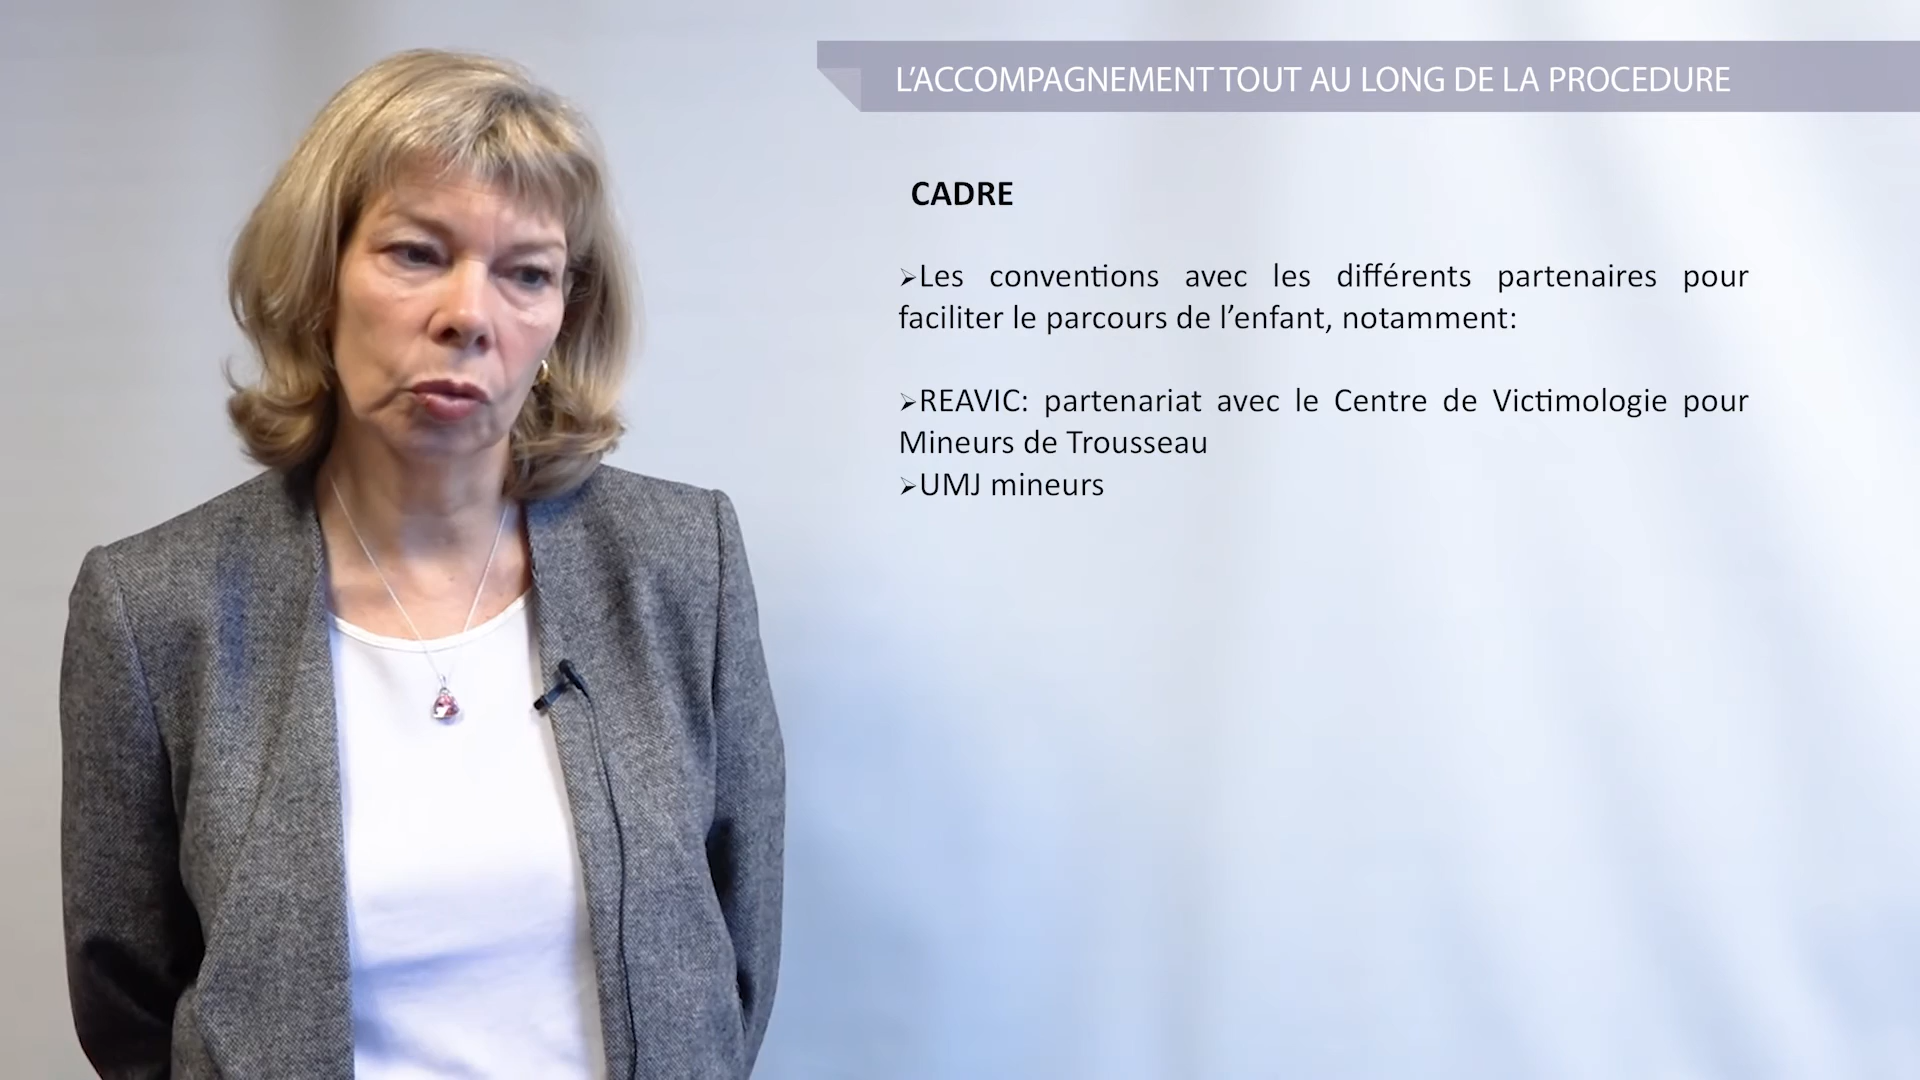 L’ACCOMPAGNEMENT TOUT AU LONG DE LA PROCEDURE
CADRE
➢Les conventions avec les différents partenaires pour
faciliter le parcours de l’enfant, notamment:
➢REAVIC: partenariat avec le Centre de Victimologie pour
Mineurs de Trousseau
➢UMJ mineurs